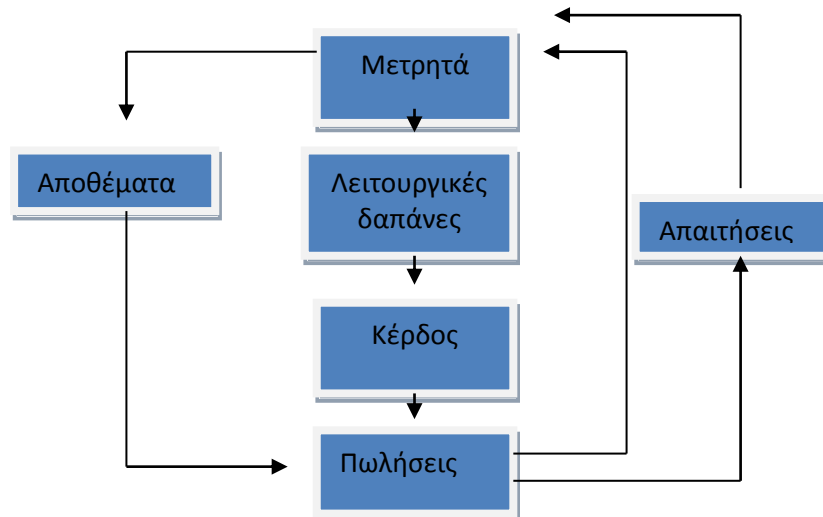 Μετρητά
Αποθέματα
Λειτουργικές
δαπάνες
Απαιτήσεις
Κέρδος
Πωλήσεις